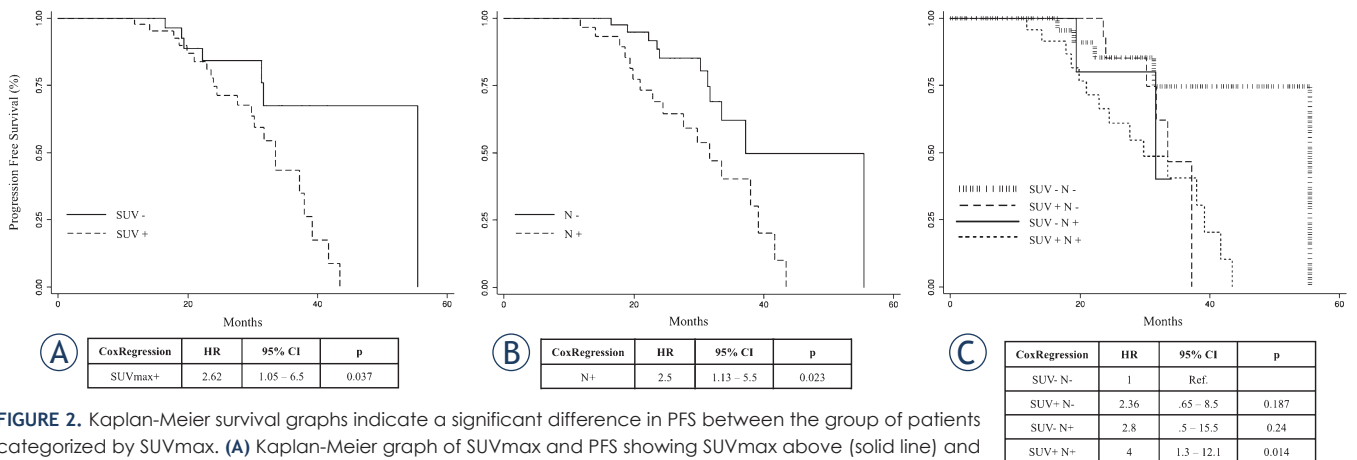 Progression Free Survival (%)
1.00
0.75
0.50
0.25
0.00
SUV -
SUV +
0 20 40 60
Months
A
CoxRegression HR 95% CI p
SUVmax+ 2.62 1.05 – 6.5 0.037
1.00
0.75
0.50
0.25
0.00
N -
N +
0 20 40 60
Months
B
CoxRegression HR 95% CI p
N+ 2.5 1.13 – 5.5 0.023
1.00
0.75
0.50
0.25
0.00
SUV - N -
SUV + N -
SUV - N +
SUV + N +
0 20 40 60
Months
C
CoxRegression HR 95% CI p
SUV- N- 1 Ref.
SUV+ N- 2.36 .65 – 8.5 0.187
SUV- N+ 2.8 .5 – 15.5 0.24
SUV+ N+ 4 1.3 – 12.1 0.014
FIGURE 2. Kaplan-Meier survival graphs indicate a significant difference in PFS between the group of patients
categorized by SUVmax. (A) Kaplan-Meier graph of SUVmax and PFS showing SUVmax above (solid line) and